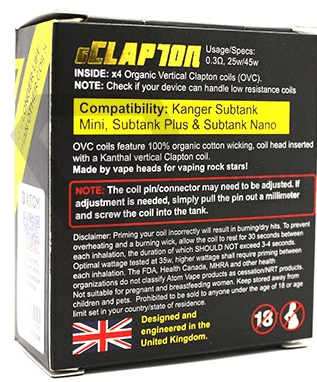 gCLAPTON
Usage/Specs:
0.3Ω, 25w/45w
INSIDE: x4 Organic Vertical Clapton coils (OVC).
NOTE: Check if your device can handle low resistance coils
Compatibility: Kanger Subtank
Mini, Subtank Plus & Subtank Nano
OVC coils feature 100% organic cotton wicking, coil head inserted
with a Kanthal vertical Clapton coil.
Made by vape heads for vaping rock stars!
NOTE: The coil pin/connector may need to be adjusted. If
adjustment is needed, simply pull the pin out a millimeter
and screw the coil into the tank.
Disclaimer: Priming your coil incorrectly will result in burning/dry hits. To prevent
overheating and a burning wick, allow the coil to rest for 30 seconds between
each inhalation, the duration of which SHOULD NOT exceed 3-4 seconds.
Optimal wattage tested at 35w, higher wattage shall require priming between
each inhalation. The FDA, Health Canada, MHRA and other health
organizations do not classify Atom Vape products as cessation/NRT products.
Not suitable for pregnant and breastfeeding women. Keep stored away from
children and pets. Prohibited to be sold to anyone under the age of 18 or age
limit set in your country/state of residence.
Designed and
engineered in the
United Kingdom.
18
ATOM